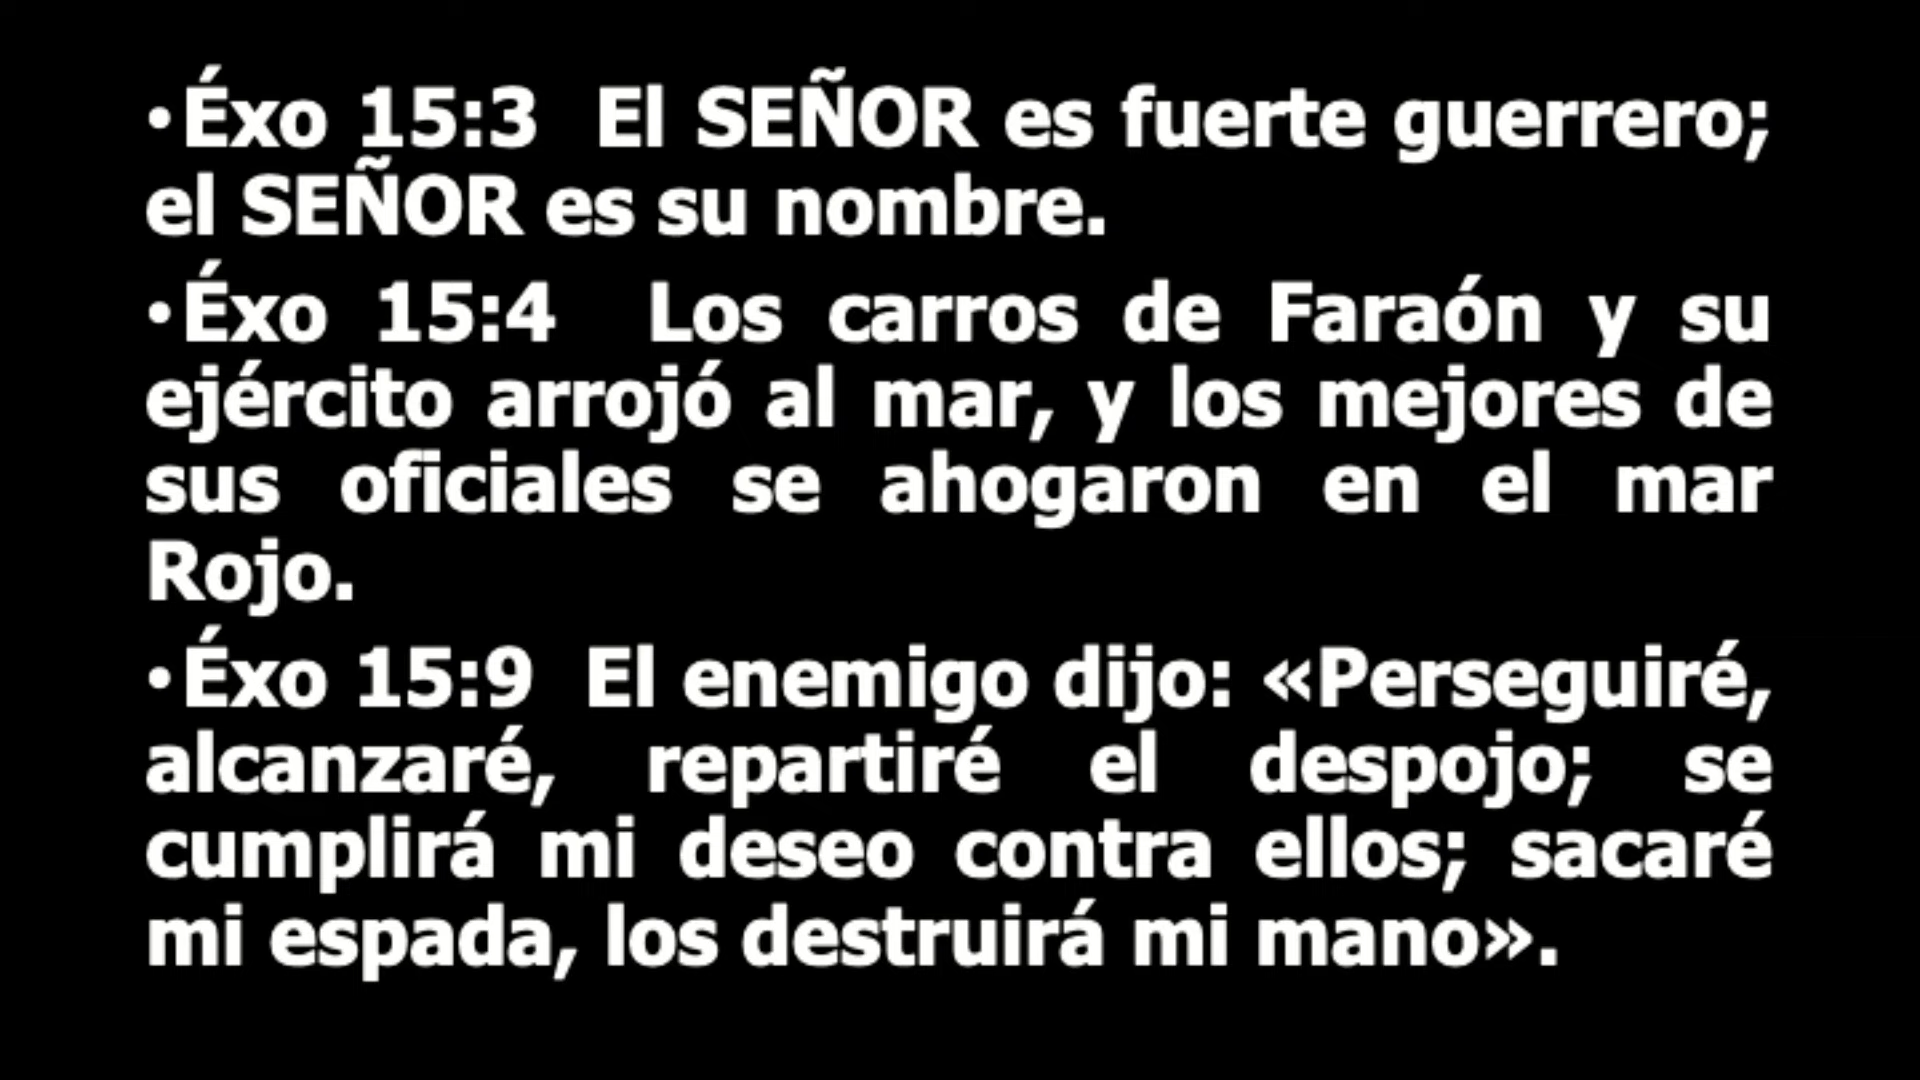 •Éxo 15:3  El SEÑOR es fuerte guerrero;
el SEÑOR es su nombre.
•Éxo 15:4  Los carros de Faraón y su
ejército arrojó al mar, y los mejores de
sus oficiales se ahogaron en el mar
Rojo.
•Éxo 15:9  El enemigo dijo: «Perseguiré,
alcanzaré, repartiré el despojo; se
cumplirá mi deseo contra ellos; sacaré
mi espada, los destruirá mi mano».